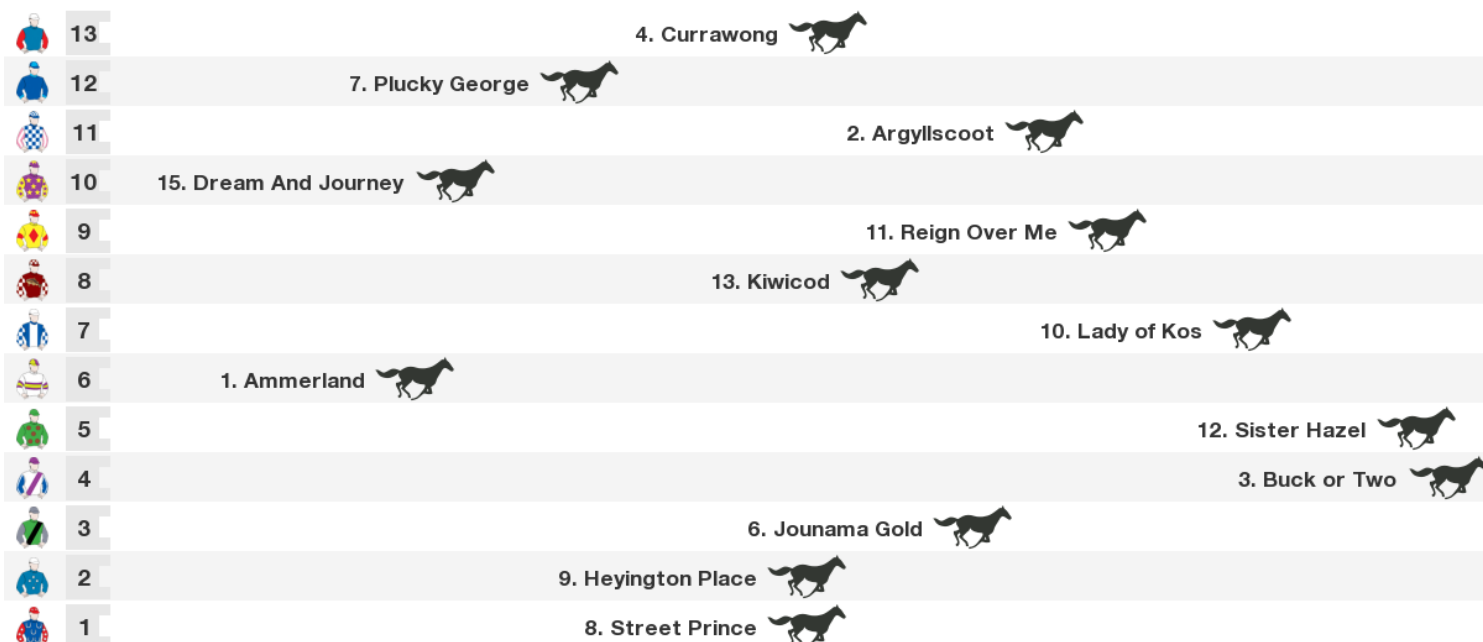 13 4. Currawong
12 7. Plucky George
11 2. Argyllscoot
10 15. Dream And Journey
9 11. Reign Over Me
8 13. Kiwicod
7 10. Lady of Kos
6 1. Ammerland
5 12. Sister Hazel
4 3. Buck or Two
3 6. Jounama Gold
2 9. Heyington Place
1 8. Street Prince